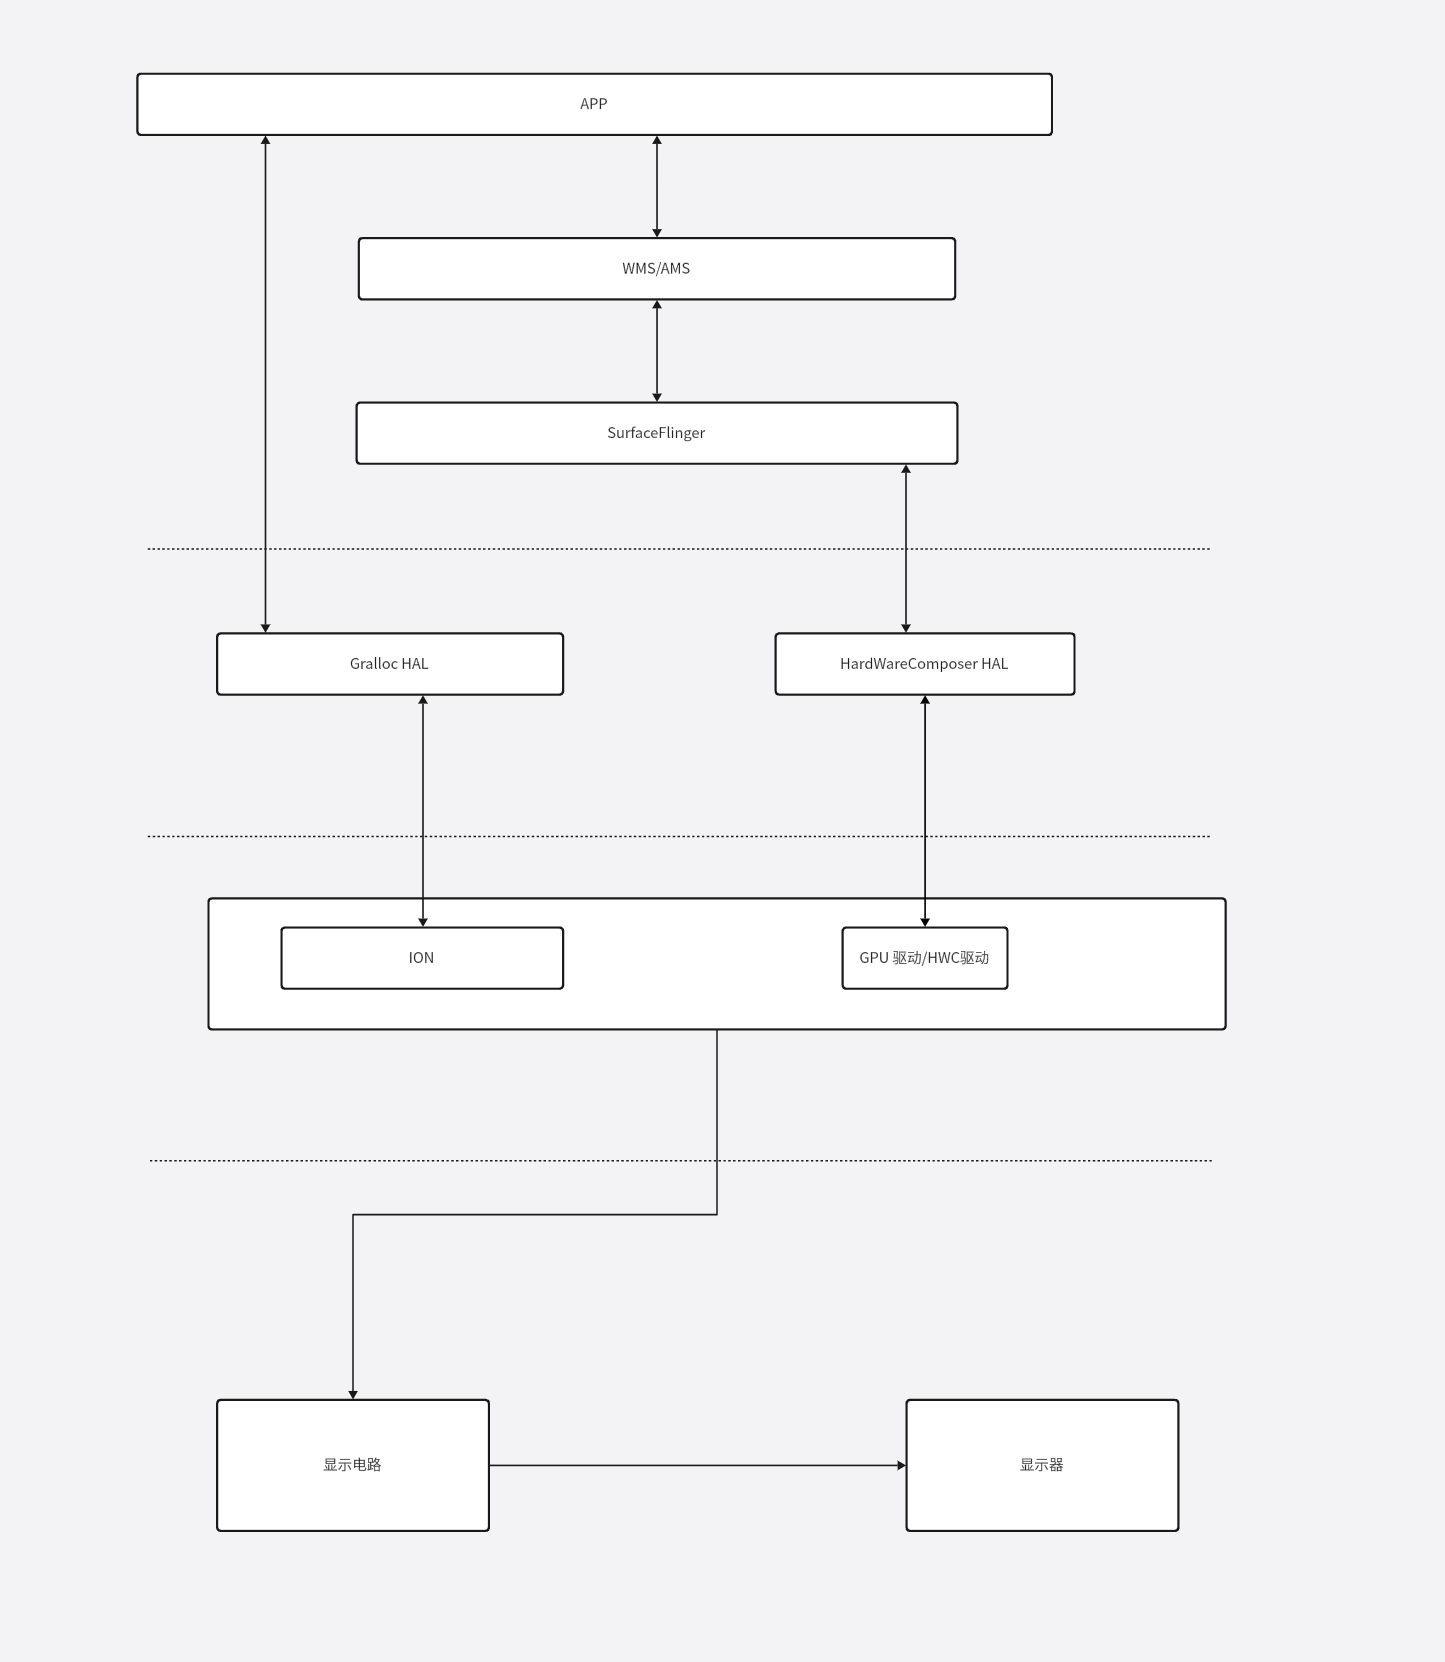 APP
WMS/AMS
SurfaceFlinger
Gralloc HAL
HardWareComposer HAL
ION
GPU 驱动/HWC驱动
显示电路
显示器